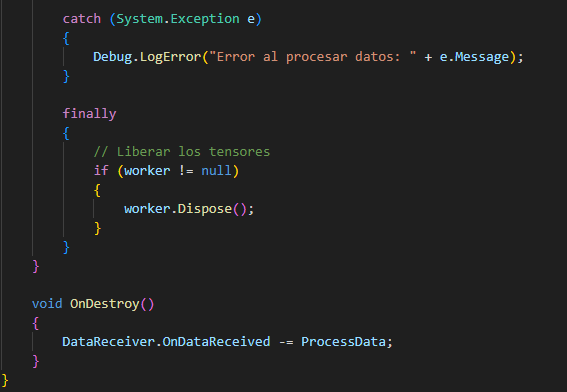 catch (System.Exception e)
{
Debug.LogError("Error al procesar datos: " + e.Message);
}
finally
{
// Liberar los tensores
if (worker != null)
{
worker.Dispose();
}
}
}
void OnDestroy()
{
DataReceiver.OnDataReceived -= ProcessData;
}
}